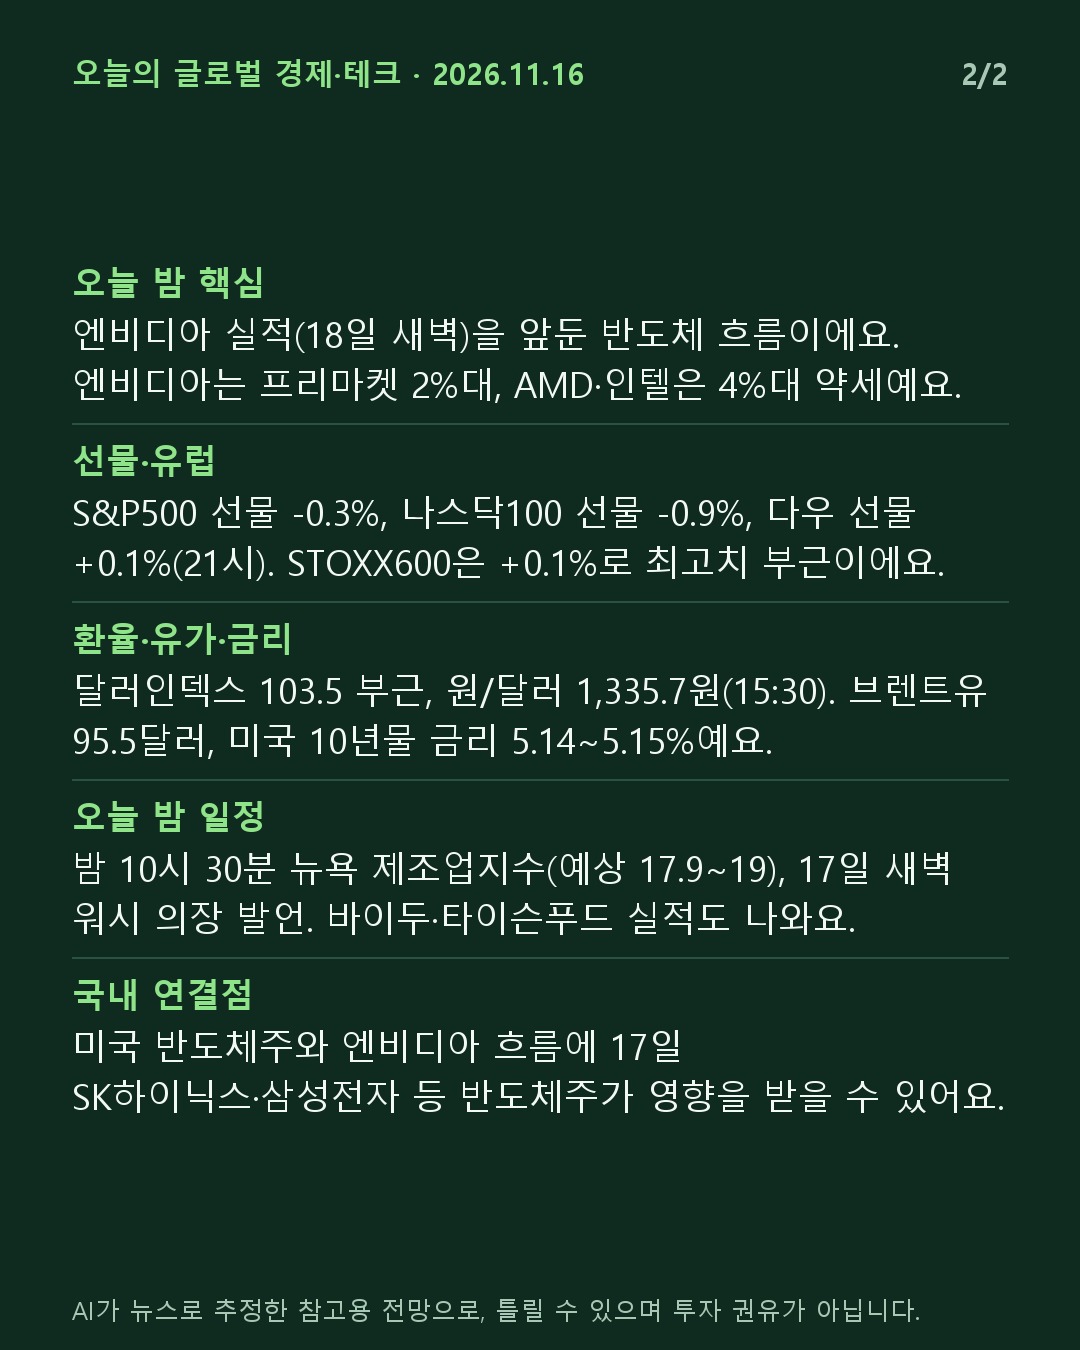 오늘의 글로벌 경제·테크 · 2026.11.16
2/2
오늘 밤 핵심
엔비디아 실적(18일 새벽)을 앞둔 반도체 흐름이에요.
엔비디아는 프리마켓 2%대, AMD·인텔은 4%대 약세예요.
선물·유럽
S&P500 선물 -0.3%, 나스닥100 선물 -0.9%, 다우 선물
+0.1%(21시). STOXX600은 +0.1%로 최고치 부근이에요.
환율·유가·금리
달러인덱스 103.5 부근, 원/달러 1,335.7원(15:30). 브렌트유
95.5달러, 미국 10년물 금리 5.14~5.15%예요.
오늘 밤 일정
밤 10시 30분 뉴욕 제조업지수(예상 17.9~19), 17일 새벽
워시 의장 발언. 바이두·타이슨푸드 실적도 나와요.
국내 연결점
미국 반도체주와 엔비디아 흐름에 17일
SK하이닉스·삼성전자 등 반도체주가 영향을 받을 수 있어요.
AI가 뉴스로 추정한 참고용 전망으로, 틀릴 수 있으며 투자 권유가 아닙니다.